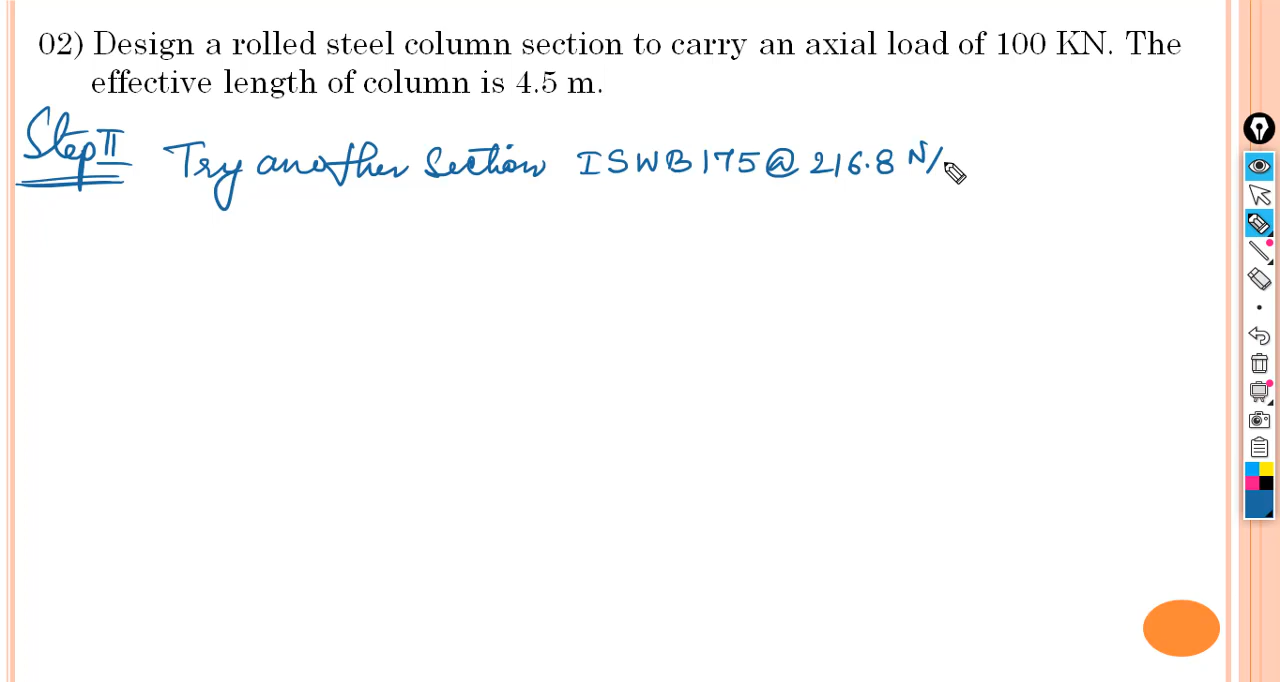 02) Design a rolled steel column section to carry an axial load of 100 KN. The
effective length of column is 4.5 m.
Step II Try another section ISWB175@216.8 N/